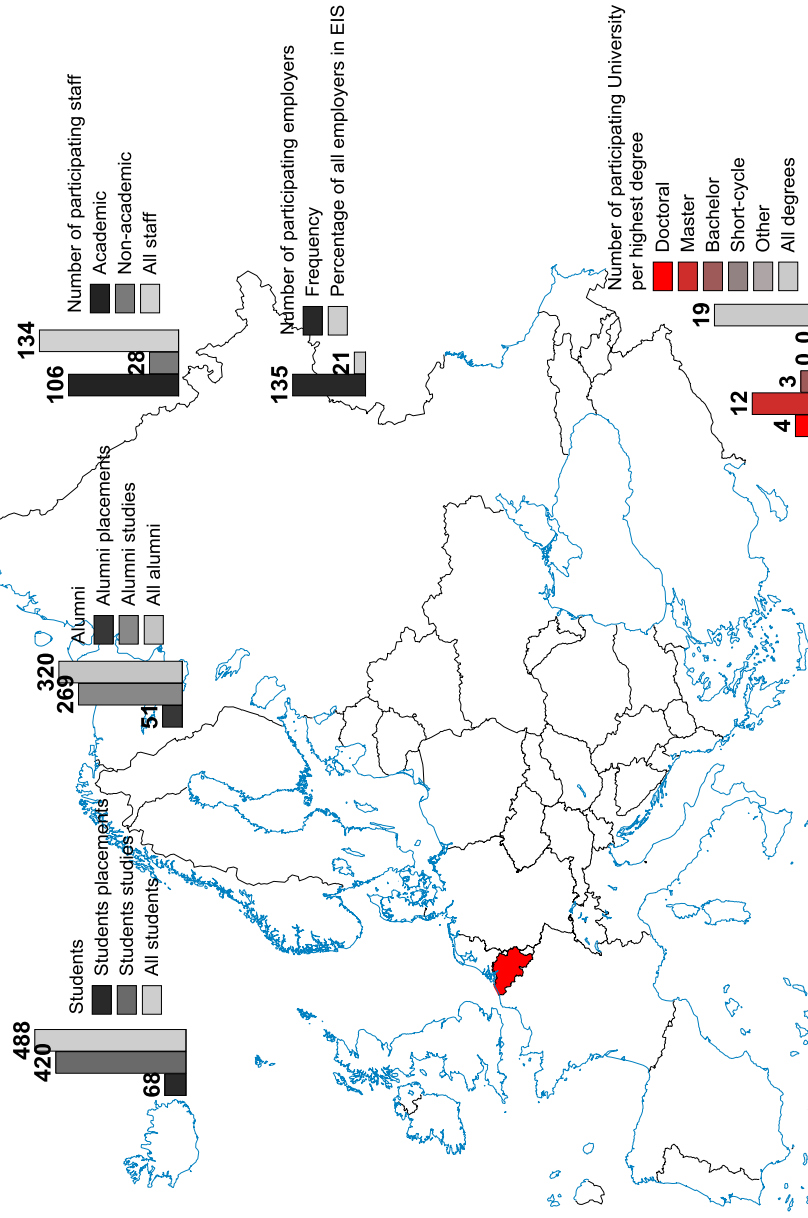 Students
Students placements
Students studies
All students
68
420
488
Alumni
Alumni placements
Alumni studies
All alumni
51
269
320
Number of participating staff
Academic
Non-academic
All staff
106
28
134
Number of participating employers
Frequency
Percentage of all employers in EIS
135
21
Number of participating University
per highest degree
Doctoral
Master
Bachelor
Short-cycle
Other
All degrees
4
12
3
0
0
19